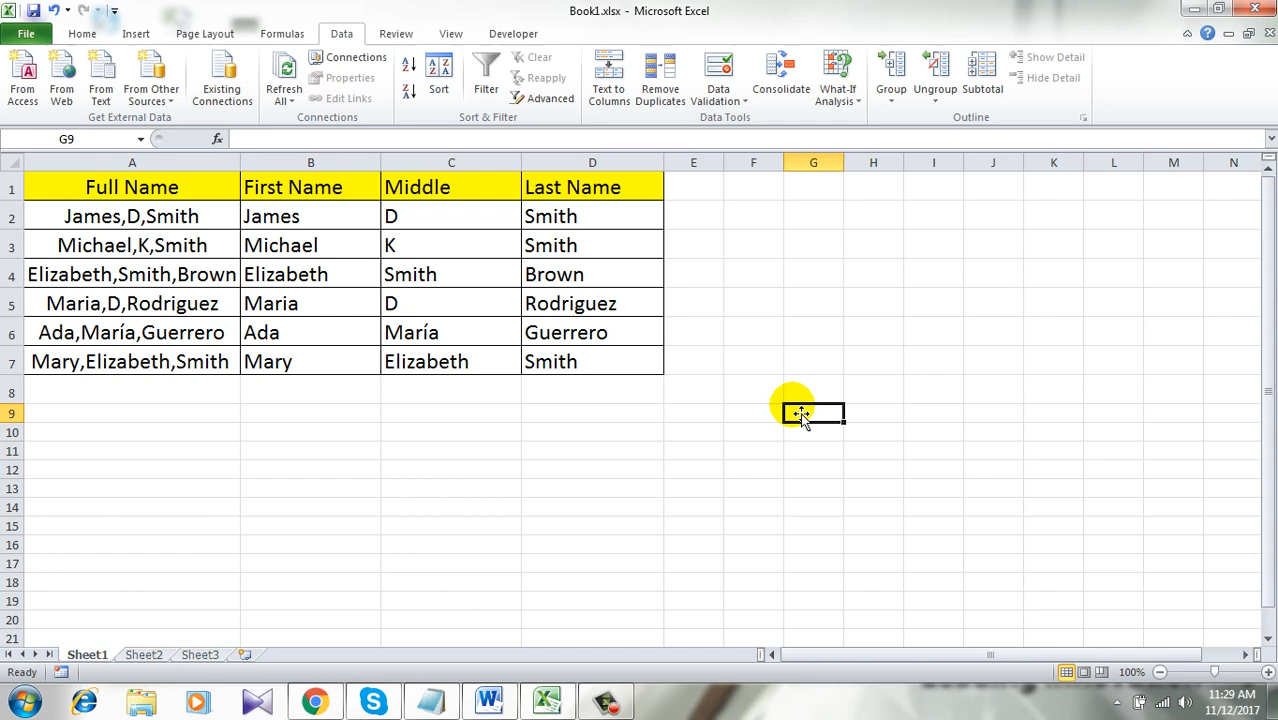 Book1.xlsx - Microsoft Excel
File Home Insert Page Layout Formulas Data Review View Developer
From Access
From Web
From Text
From Other Sources
Existing Connections
Get External Data
Refresh All
Connections
Properties
Edit Links
Connections
Sort
Filter
Clear
Reapply
Advanced
Sort & Filter
Text to Columns
Remove Duplicates
Data Validation
Consolidate
What-If Analysis
Data Tools
Group
Ungroup
Subtotal
Show Detail
Hide Detail
Outline
G9 fx
A B C D E F G H I J K L M N
1 Full Name First Name Middle Last Name
2 James,D,Smith James D Smith
3 Michael,K,Smith Michael K Smith
4 Elizabeth,Smith,Brown Elizabeth Smith Brown
5 Maria,D,Rodriguez Maria D Rodriguez
6 Ada,María,Guerrero Ada María Guerrero
7 Mary,Elizabeth,Smith Mary Elizabeth Smith
8
9
10
11
12
13
14
15
16
17
18
19
20
21
Sheet1 Sheet2 Sheet3
Ready 100%
11:29 AM
11/12/2017